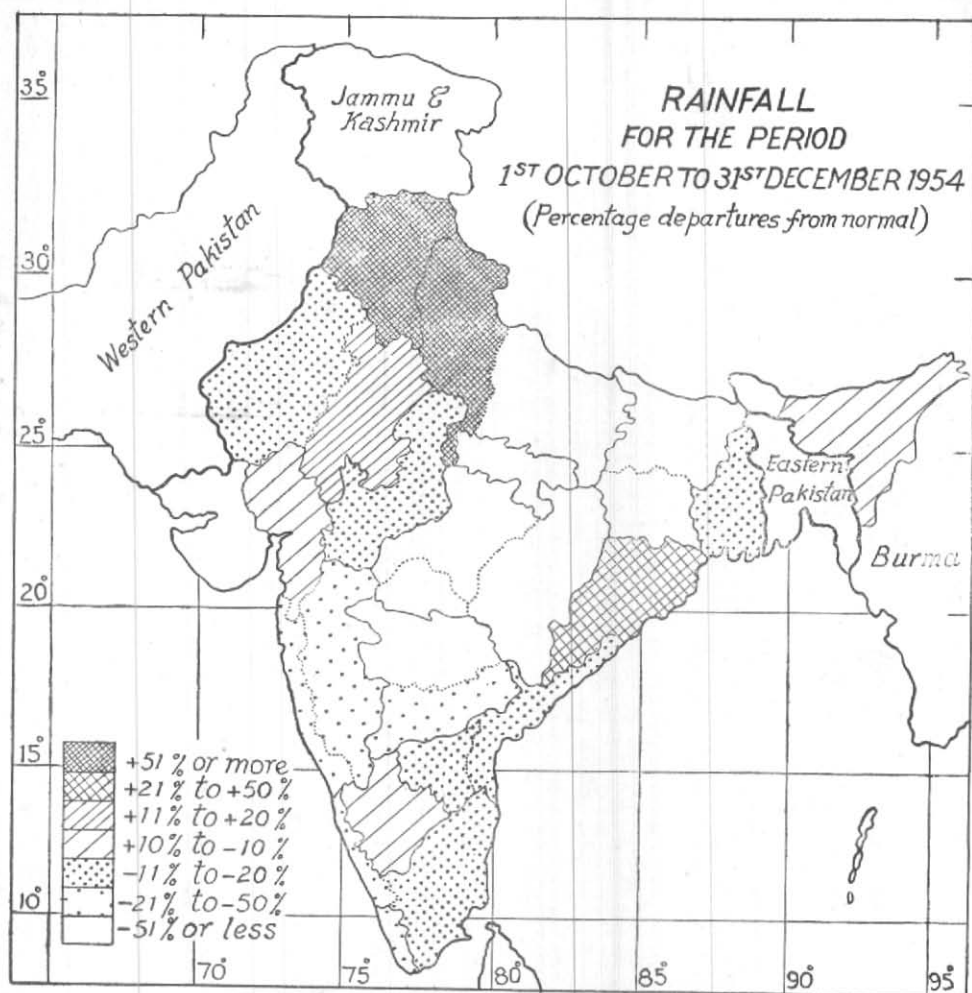 RAINFALL
FOR THE PERIOD
1ST OCTOBER TO 31ST DECEMBER 1954
(Percentage departures from normal)
Jammu &
Kashmir
Western Pakistan
Eastern
Pakistan
Burma
35°
30°
25°
20°
15°
10°
+51% or more
+21% to +50%
+11% to +20%
+10% to -10%
-11% to -20%
-21% to -50%
-51% or less
70° 75° 80° 85° 90° 95°